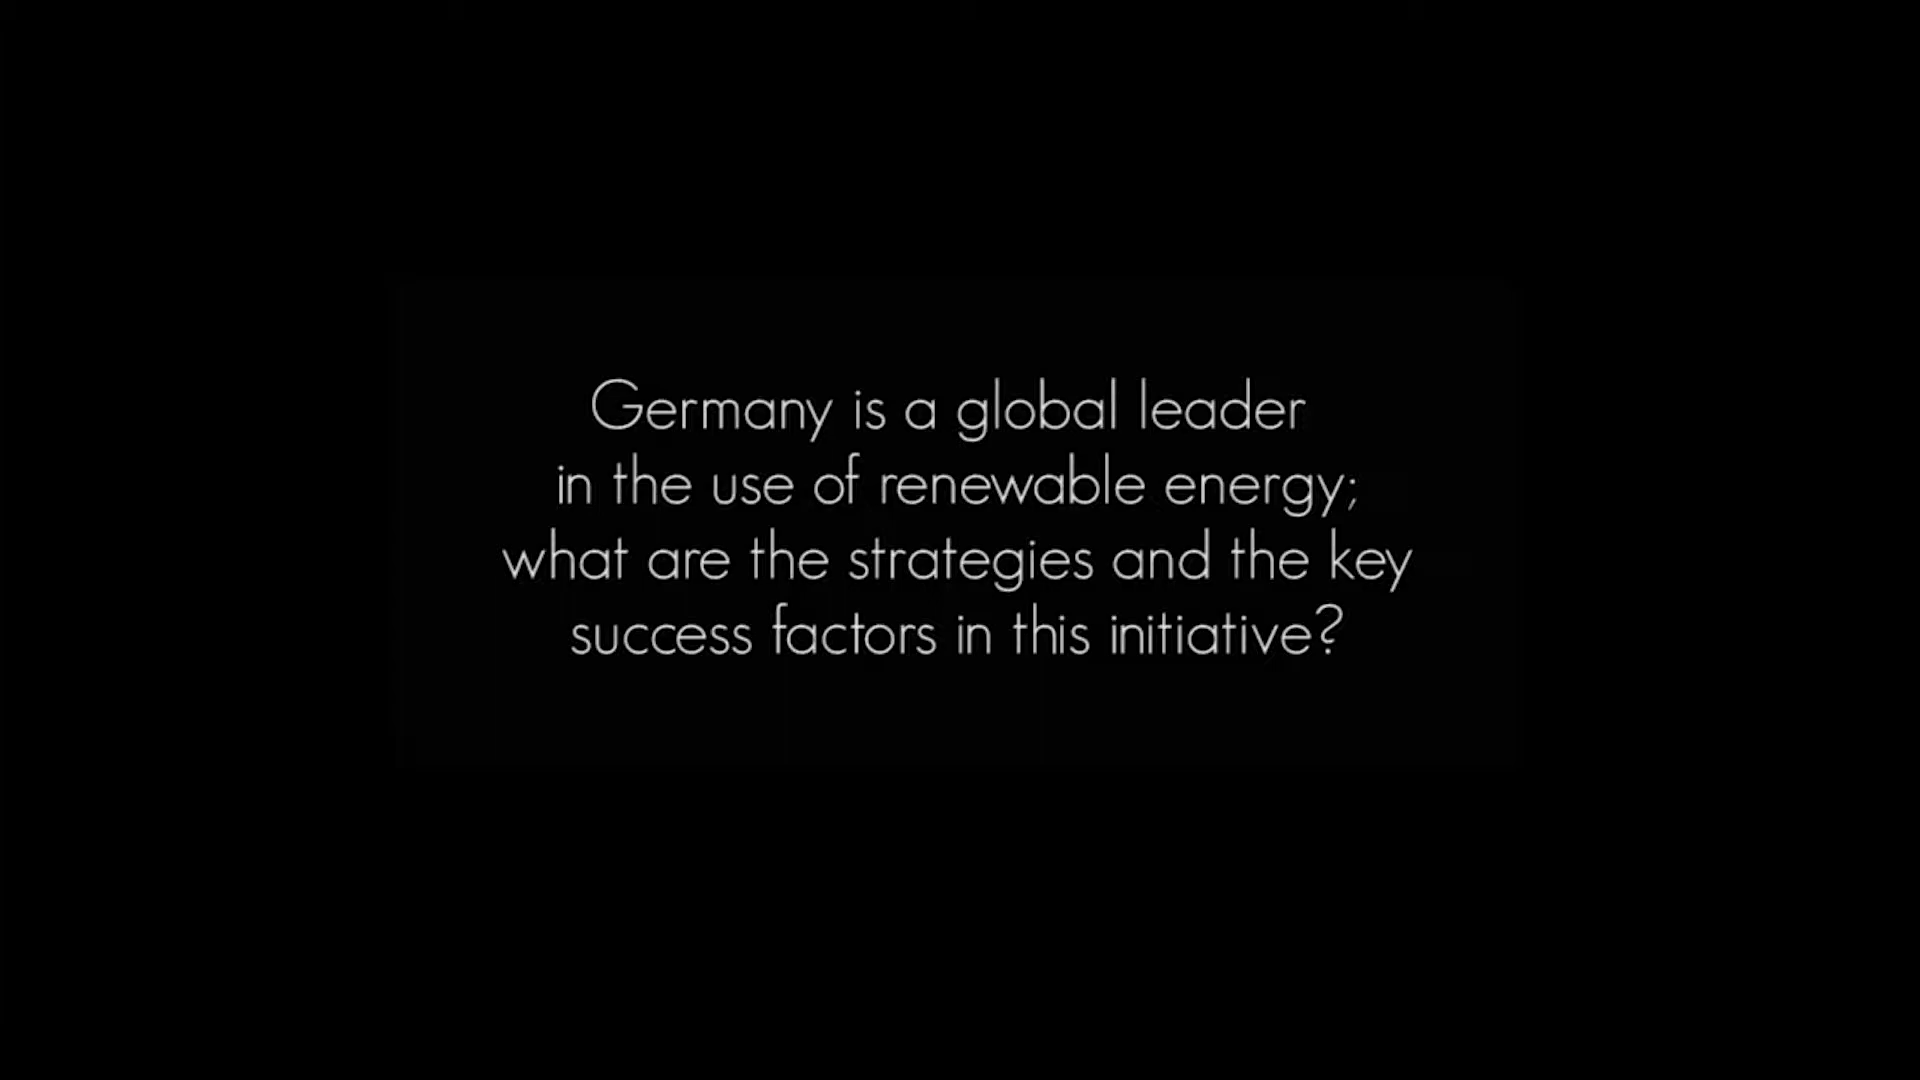 Germany is a global leader
in the use of renewable energy;
what are the strategies and the key
success factors in this initiative?